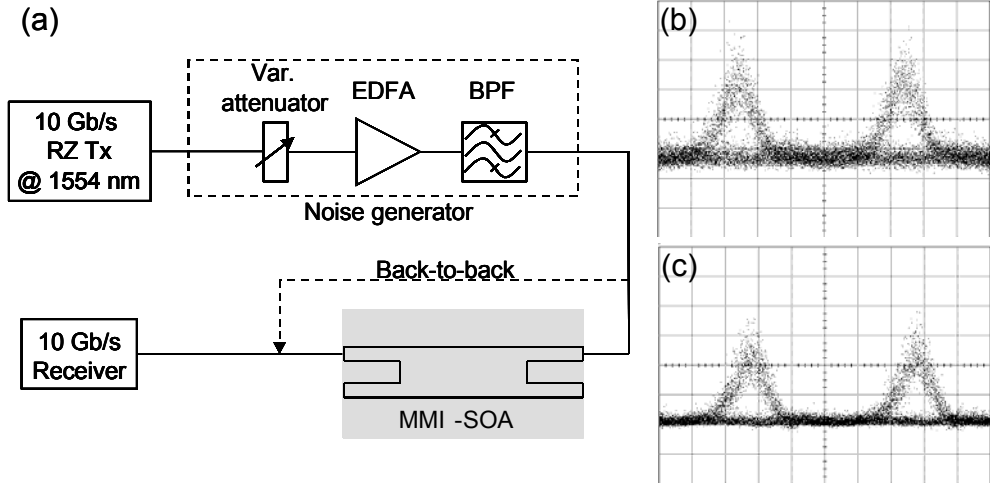 (a)
Var.
attenuator
EDFA
BPF
10 Gb/s
RZ Tx
@ 1554 nm
Noise generator
Back-to-back
10 Gb/s
Receiver
MMI -SOA
(b)
(c)